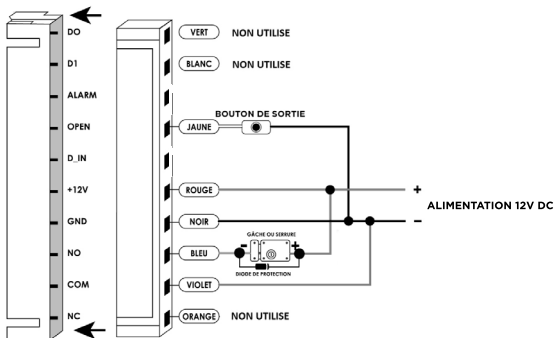 DO
VERT NON UTILISE
D1
BLANC NON UTILISE
ALARM
BOUTON DE SORTIE
OPEN
JAUNE
D_IN
+12V
ROUGE
+
ALIMENTATION 12V DC
GND
NOIR
-
GÂCHE OU SERRURE
NO
BLEU
- +
DIODE DE PROTECTION
COM
VIOLET
NC
ORANGE NON UTILISE